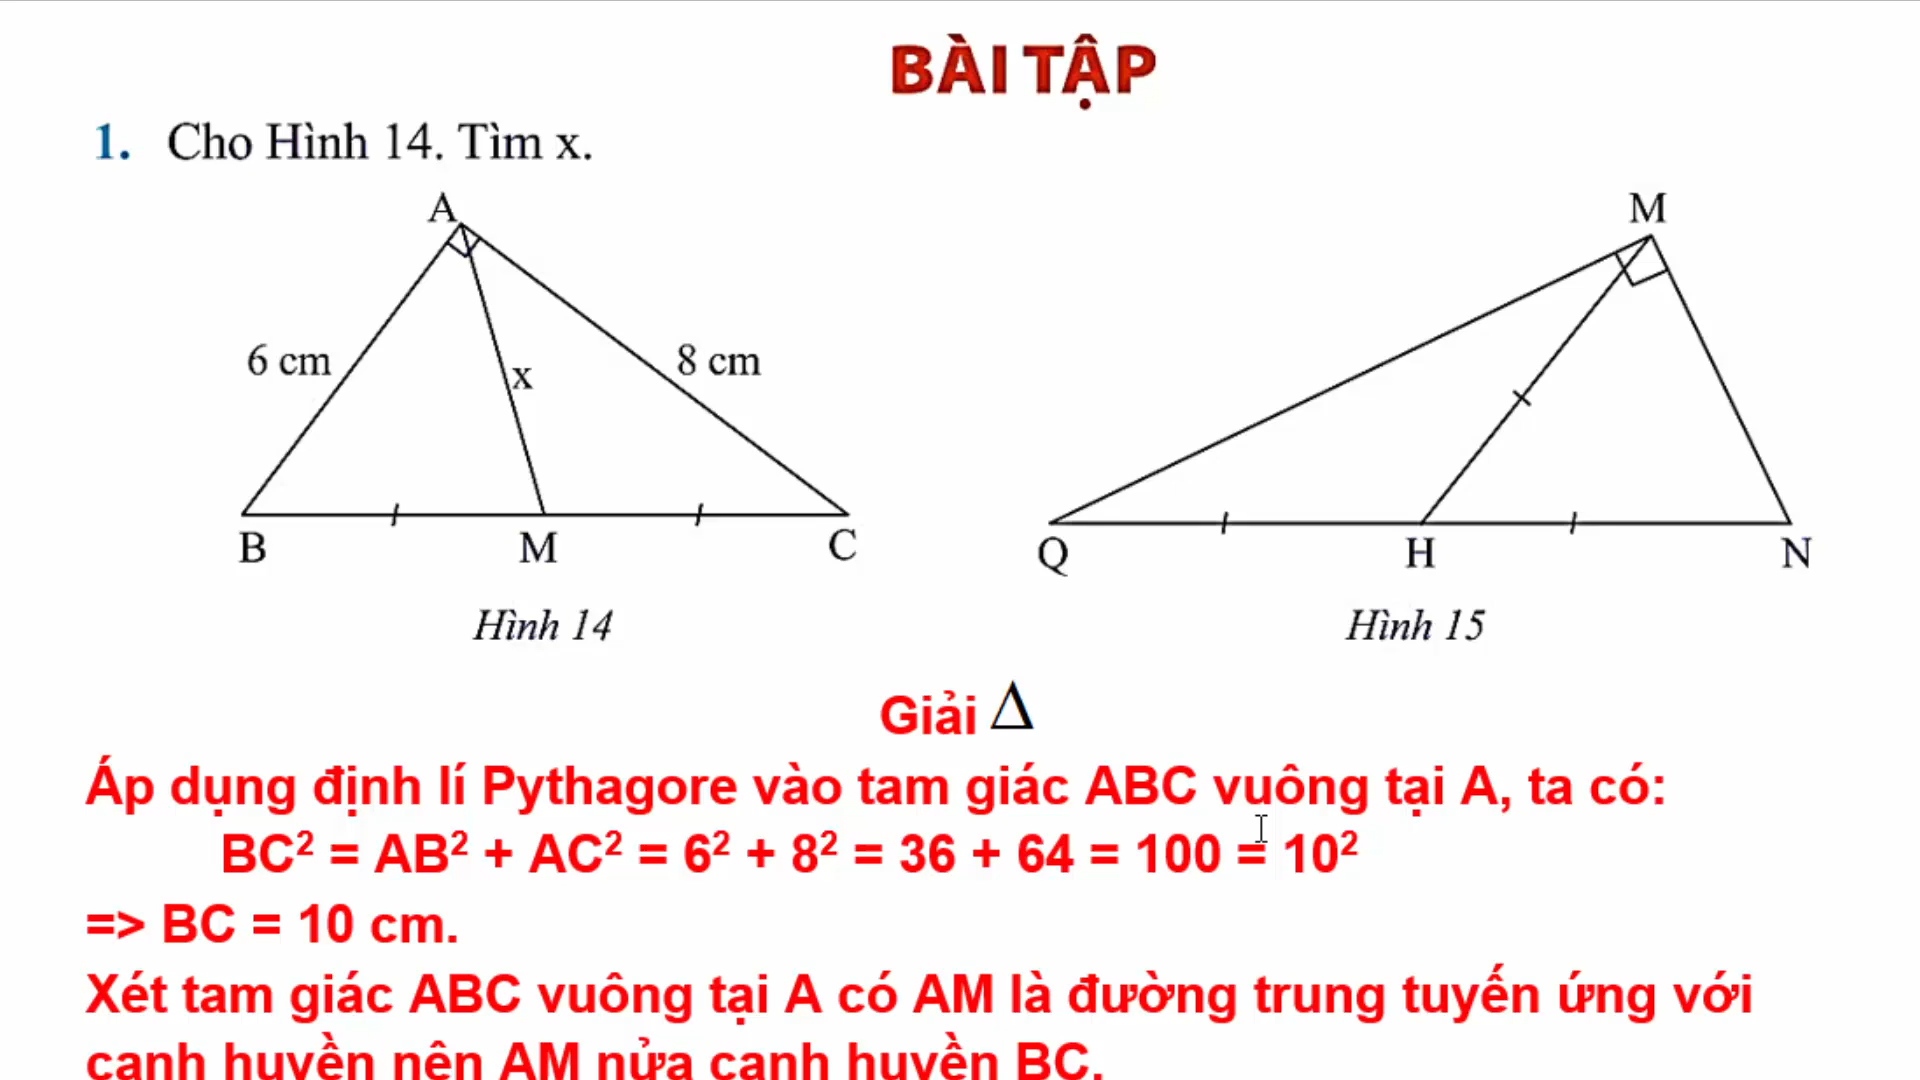 BÀI TẬP
1. Cho Hình 14. Tìm x.
A
M
6 cm
x
8 cm
B
M
C
Q
H
N
Hình 14
Hình 15
Giải Δ
Áp dụng định lí Pythagore vào tam giác ABC vuông tại A, ta có:
BC² = AB² + AC² = 6² + 8² = 36 + 64 = 100 = 10²
=> BC = 10 cm.
Xét tam giác ABC vuông tại A có AM là đường trung tuyến ứng với
cạnh huyền nên AM nửa cạnh huyền BC.